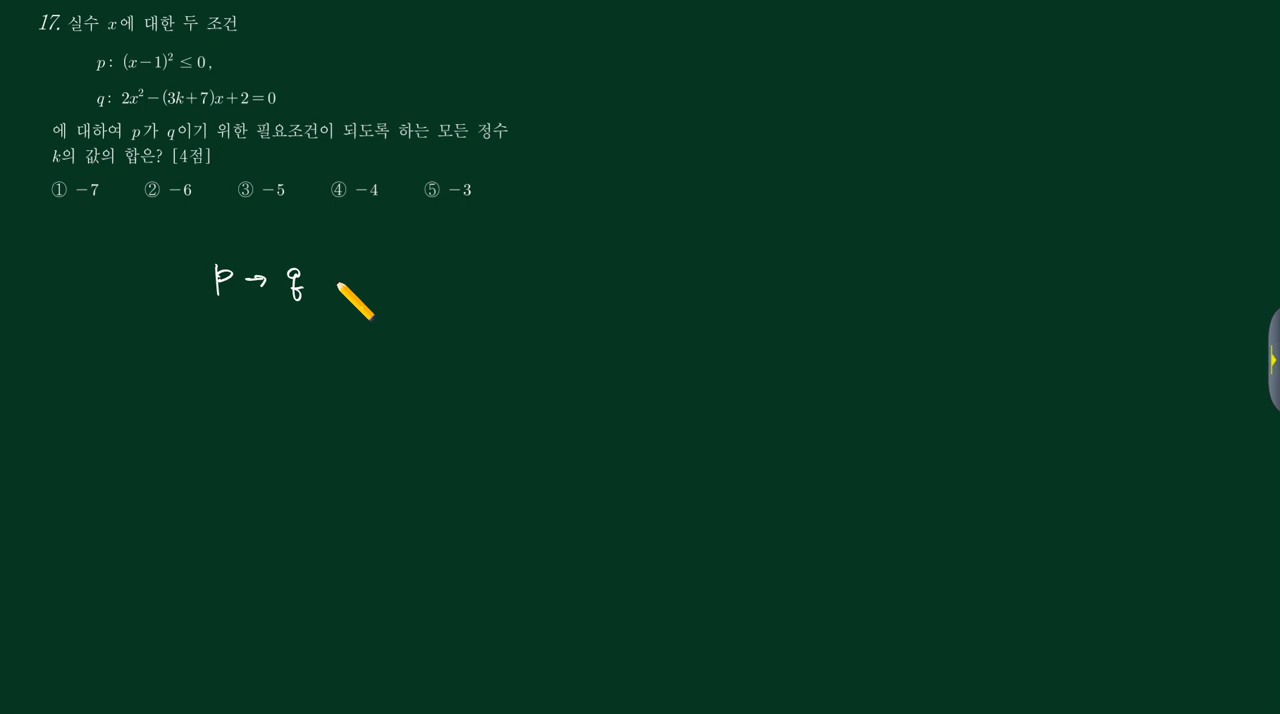 17. 실수 x에 대한 두 조건
p : (x-1)² ≤ 0,
q : 2x²-(3k+7)x+2=0
에 대하여 p가 q이기 위한 필요조건이 되도록 하는 모든 정수
k의 값의 합은? [4점]
① -7 ② -6 ③ -5 ④ -4 ⑤ -3
p → q